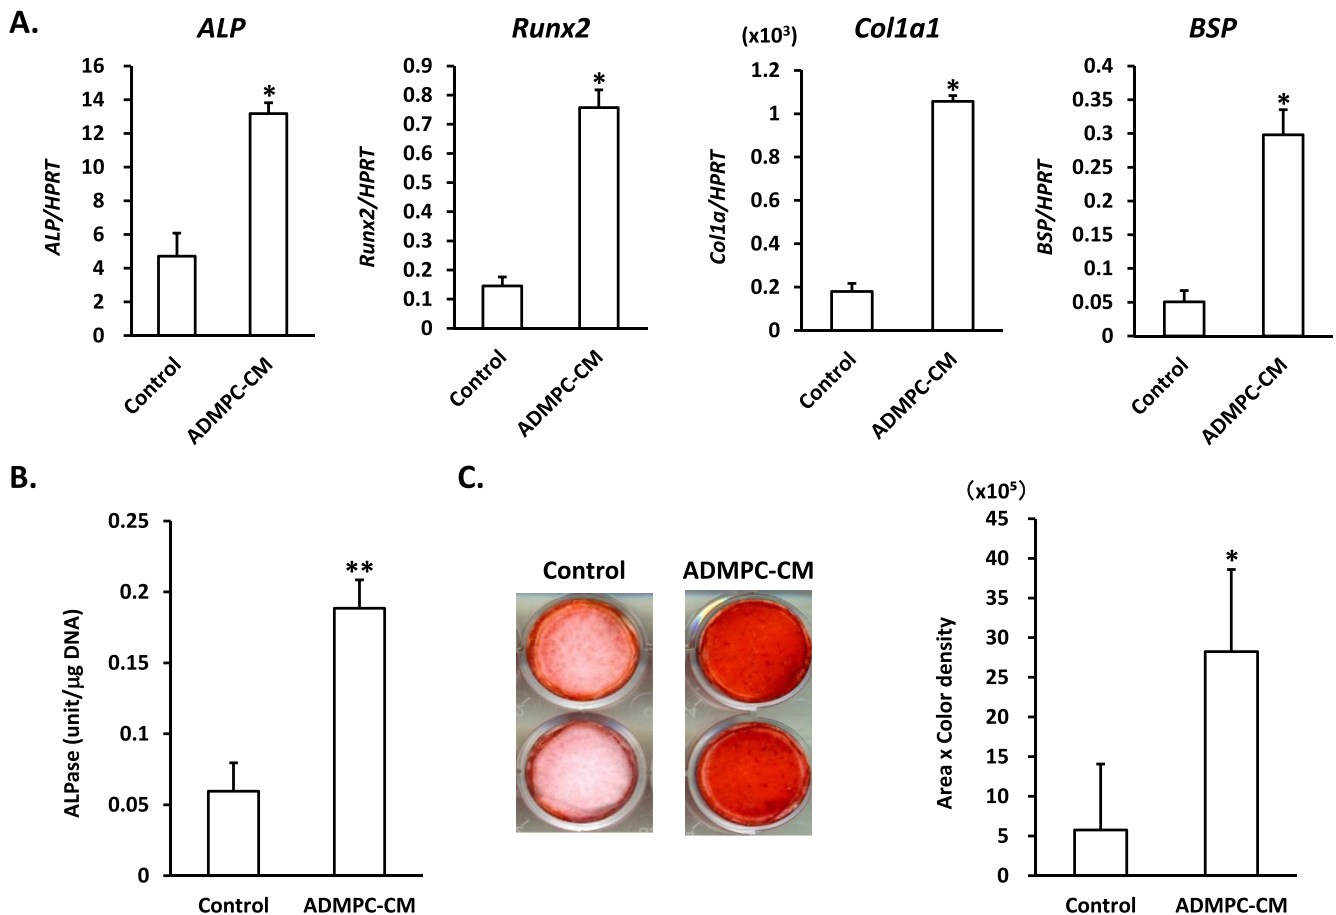 A.
ALP
Runx2
(x10³)
Col1a1
BSP
ALP/HPRT
16
14
12
10
8
6
4
2
0
Control
ADMPC-CM
*
Runx2/HPRT
0.9
0.8
0.7
0.6
0.5
0.4
0.3
0.2
0.1
0
Control
ADMPC-CM
*
Col1a/HPRT
1.2
1
0.8
0.6
0.4
0.2
0
Control
ADMPC-CM
*
BSP/HPRT
0.4
0.35
0.3
0.25
0.2
0.15
0.1
0.05
0
Control
ADMPC-CM
*
B.
ALPase (unit/µg DNA)
0.25
0.2
0.15
0.1
0.05
0
**
Control
ADMPC-CM
C.
Control
ADMPC-CM
(x10⁵)
Area x Color density
45
40
35
30
25
20
15
10
5
0
*
Control
ADMPC-CM